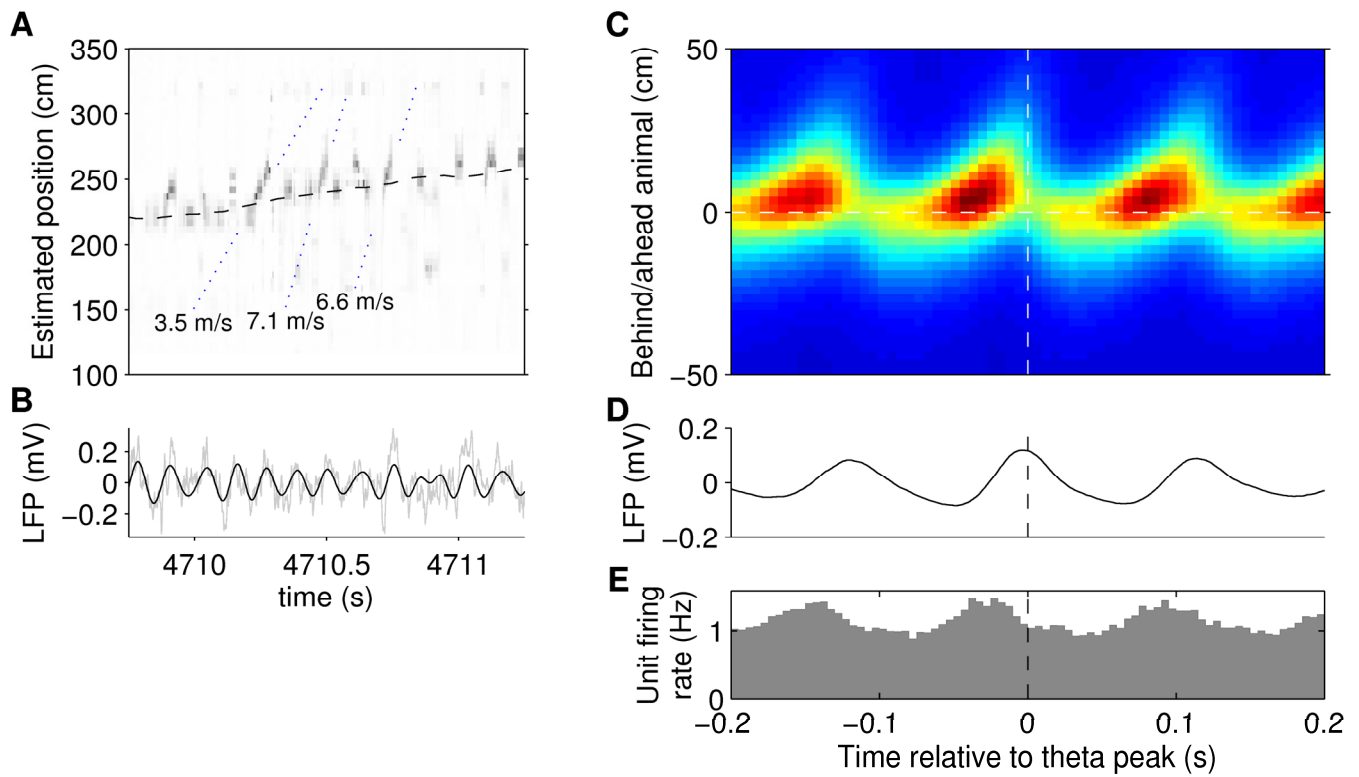 A
350
300
250
200
150
100
Estimated position (cm)
3.5 m/s
7.1 m/s
6.6 m/s
B
0.2
0
−0.2
LFP (mV)
4710
4710.5
4711
time (s)
C
50
0
−50
Behind/ahead animal (cm)
D
0.2
0
−0.2
LFP (mV)
E
1
0
Unit firing
rate (Hz)
−0.2
−0.1
0
0.1
0.2
Time relative to theta peak (s)